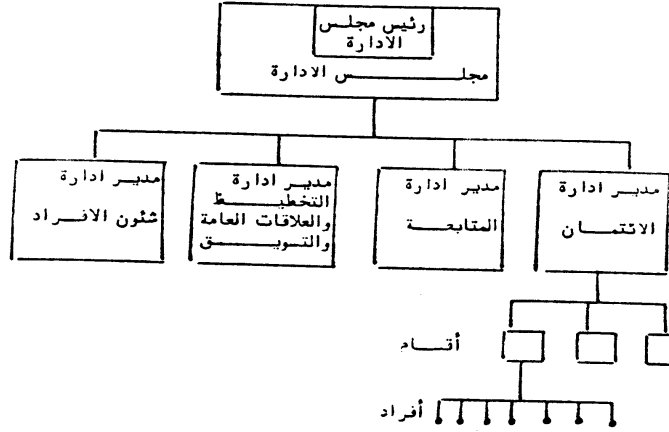 رئيس مجلس
الادارة
مجلس الادارة
مدير ادارة
الائتمان
مدير ادارة
المتابعة
مدير ادارة
التخطيط
والعلاقات العامة
والتسويق
مدير ادارة
شئون الافراد
أقسام
أفراد